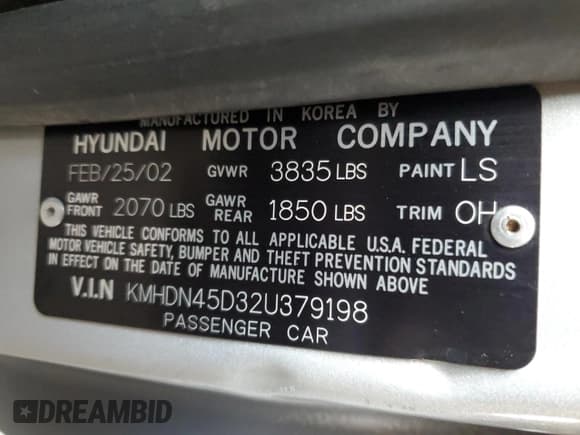 MANUFACTURED IN KOREA BY
HYUNDAI MOTOR COMPANY
FEB/25/02 GVWR 3835 LBS PAINT LS
GAWR FRONT 2070 LBS GAWR REAR 1850 LBS TRIM OH
THIS VEHICLE CONFORMS TO ALL APPLICABLE U.S.A. FEDERAL
MOTOR VEHICLE SAFETY, BUMPER AND THEFT PREVENTION STANDARDS
IN EFFECT ON THE DATE OF MANUFACTURE SHOWN ABOVE
V.I.N KMHDN45D32U379198
PASSENGER CAR
DREAMBID